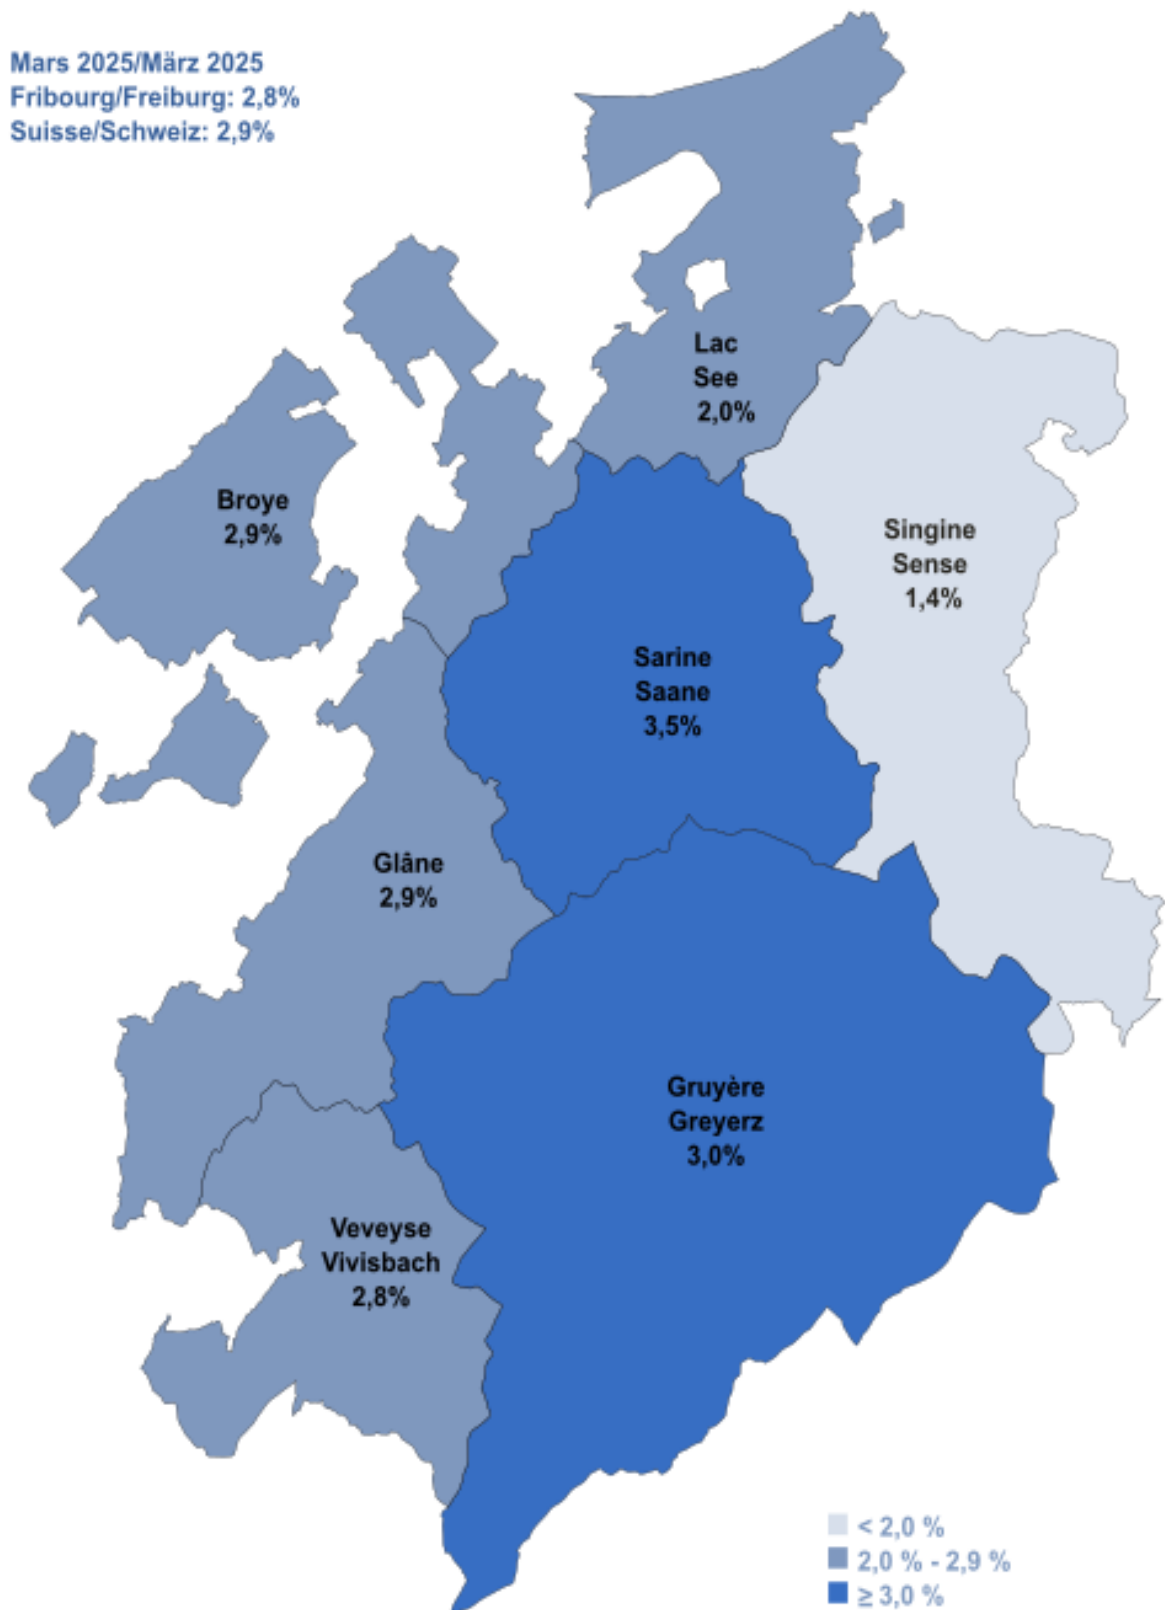 Mars 2025/März 2025
Fribourg/Freiburg: 2,8%
Suisse/Schweiz: 2,9%
Lac
See
2,0%
Broye
2,9%
Singine
Sense
1,4%
Sarine
Saane
3,5%
Glâne
2,9%
Gruyère
Greyerz
3,0%
Veveyse
Vivisbach
2,8%
< 2,0 %
2,0 % - 2,9 %
≥ 3,0 %